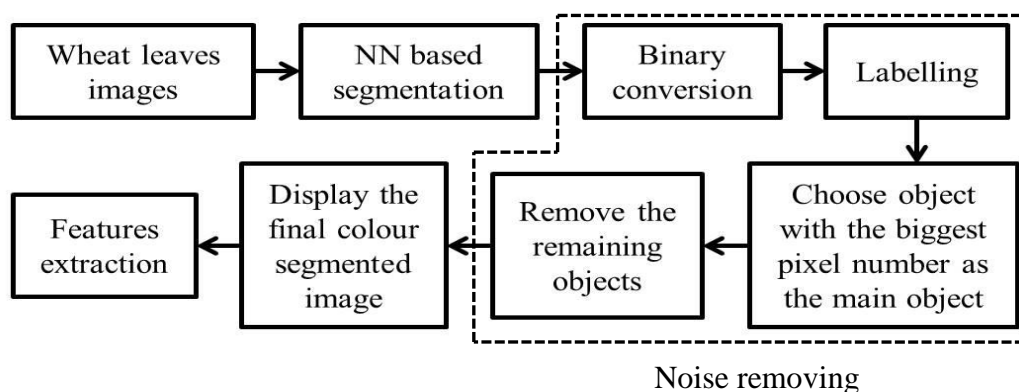 Wheat leaves
images
NN based
segmentation
Binary
conversion
Labelling
Choose object
with the biggest
pixel number as
the main object
Remove the
remaining
objects
Display the
final colour
segmented
image
Features
extraction
Noise removing